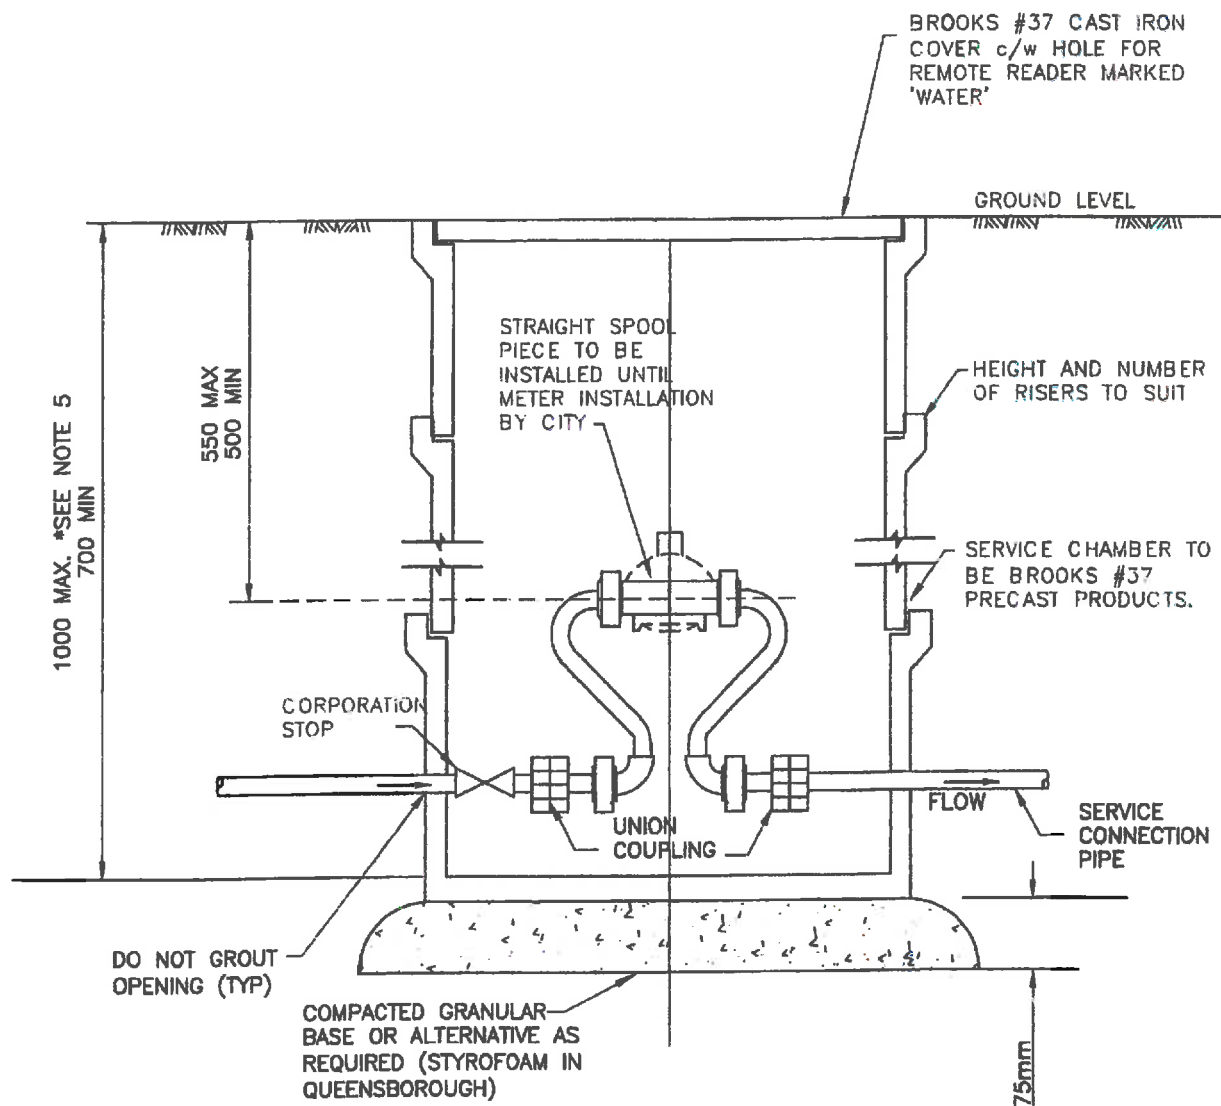 BROOKS #37 CAST IRON
COVER c/w HOLE FOR
REMOTE READER MARKED
'WATER'
GROUND LEVEL
STRAIGHT SPOOL
PIECE TO BE
INSTALLED UNTIL
METER INSTALLATION
BY CITY
HEIGHT AND NUMBER
OF RISERS TO SUIT
550 MAX
500 MIN
1000 MAX. *SEE NOTE 5
700 MIN
SERVICE CHAMBER TO
BE BROOKS #37
PRECAST PRODUCTS.
CORPORATION
STOP
FLOW
UNION
COUPLING
SERVICE
CONNECTION
PIPE
DO NOT GROUT
OPENING (TYP)
COMPACTED GRANULAR
BASE OR ALTERNATIVE AS
REQUIRED (STYROFOAM IN
QUEENSBOROUGH)
75mm